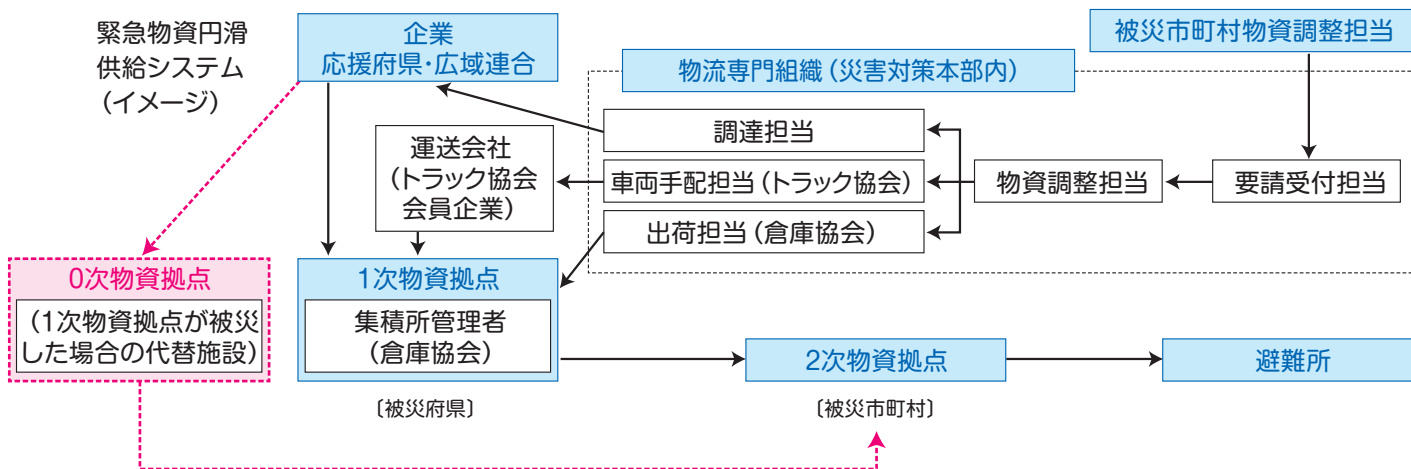 緊急物資円滑
供給システム
（イメージ）
企業
応援府県・広域連合
被災市町村物資調整担当
物流専門組織（災害対策本部内）
調達担当
運送会社
（トラック協会
会員企業）
車両手配担当（トラック協会）
物資調整担当
要請受付担当
出荷担当（倉庫協会）
0次物資拠点
（1次物資拠点が被災
した場合の代替施設）
1次物資拠点
集積所管理者
（倉庫協会）
2次物資拠点
避難所
〔被災府県〕
〔被災市町村〕